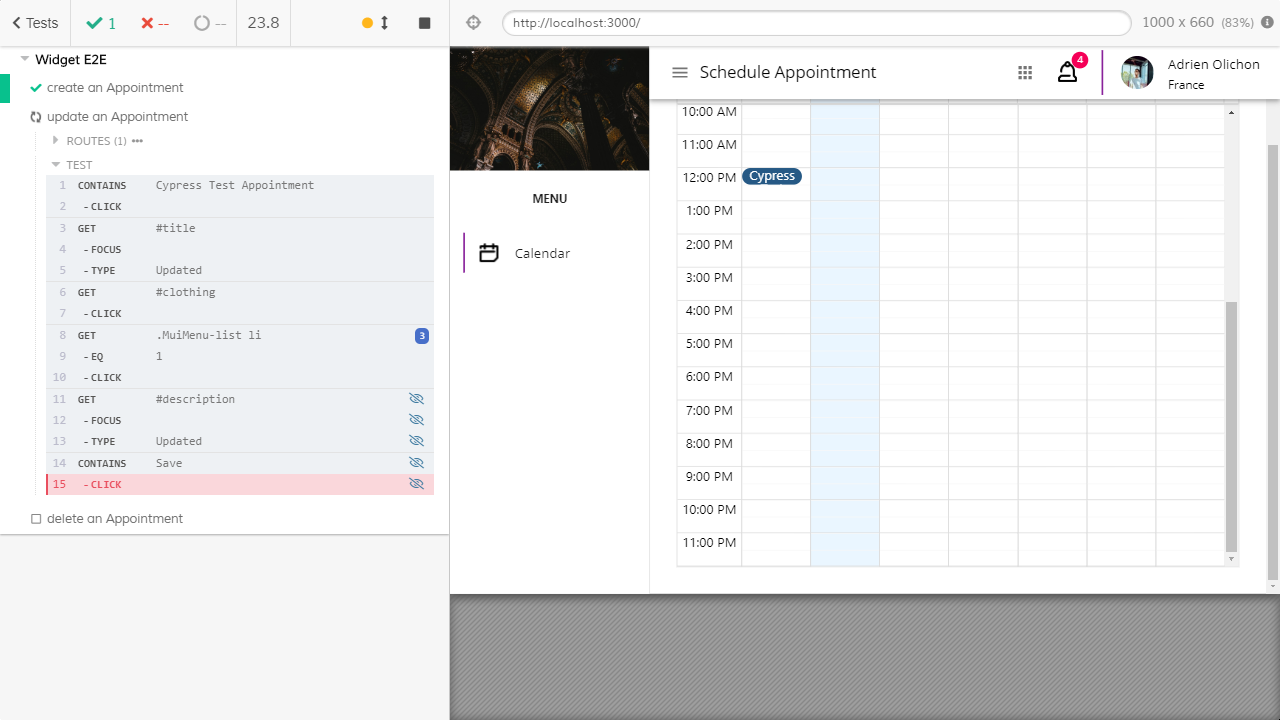 Tests
1
--
--
23.8
http://localhost:3000/
1000 x 660 (83%)
Widget E2E
create an Appointment
update an Appointment
ROUTES (1)
TEST
1 CONTAINS Cypress Test Appointment
2 -CLICK
3 GET #title
4 -FOCUS
5 -TYPE Updated
6 GET #clothing
7 -CLICK
8 GET .MuiMenu-list li 3
9 -EQ 1
10 -CLICK
11 GET #description
12 -FOCUS
13 -TYPE Updated
14 CONTAINS Save
15 -CLICK
delete an Appointment
MENU
Calendar
Schedule Appointment
4
Adrien Olichon
France
10:00 AM
11:00 AM
12:00 PM Cypress
1:00 PM
2:00 PM
3:00 PM
4:00 PM
5:00 PM
6:00 PM
7:00 PM
8:00 PM
9:00 PM
10:00 PM
11:00 PM